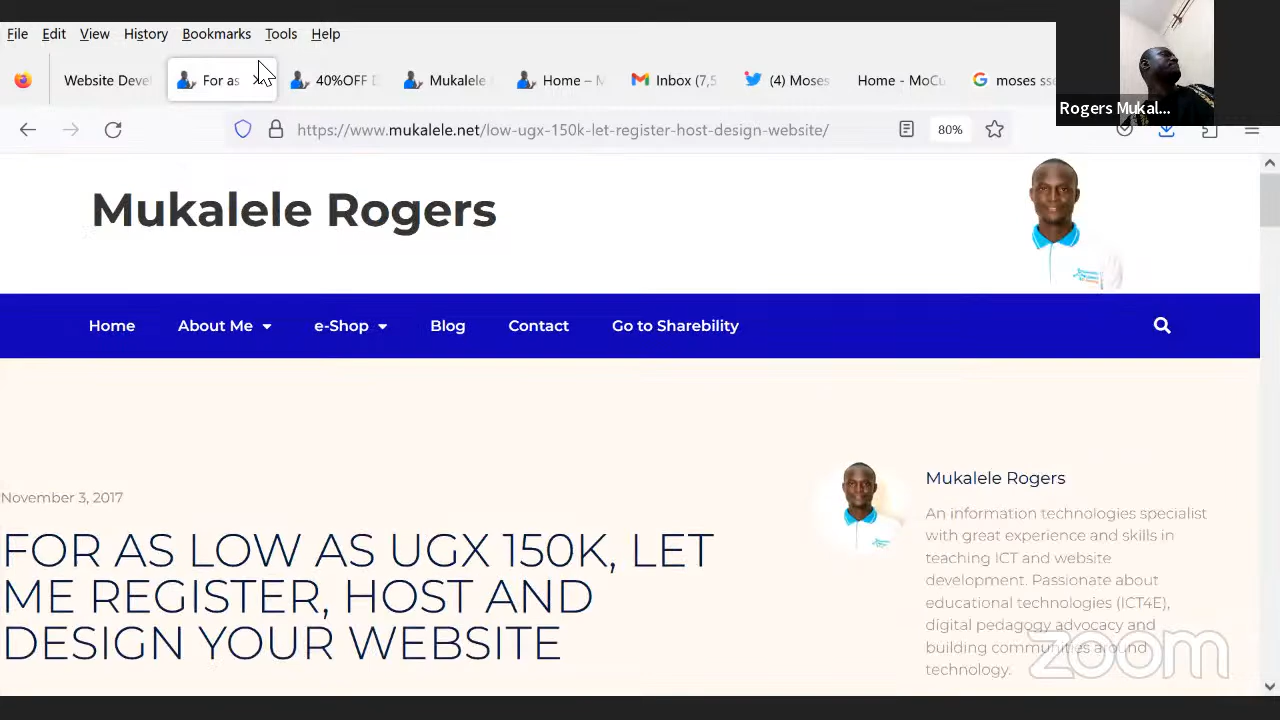 File Edit View History Bookmarks Tools Help
Website Deve
For as
40%OFF D
Mukalele
Home – M
Inbox (7,5
(4) Moses
Home - MoCu
moses sse
Rogers Mukal...
https://www.mukalele.net/low-ugx-150k-let-register-host-design-website/
80%
Mukalele Rogers
Home About Me e-Shop Blog Contact Go to Sharebility
November 3, 2017
FOR AS LOW AS UGX 150K, LET
ME REGISTER, HOST AND
DESIGN YOUR WEBSITE
Mukalele Rogers
An information technologies specialist
with great experience and skills in
teaching ICT and website
development. Passionate about
educational technologies (ICT4E),
digital pedagogy advocacy and
building communities around
technology.
zoom